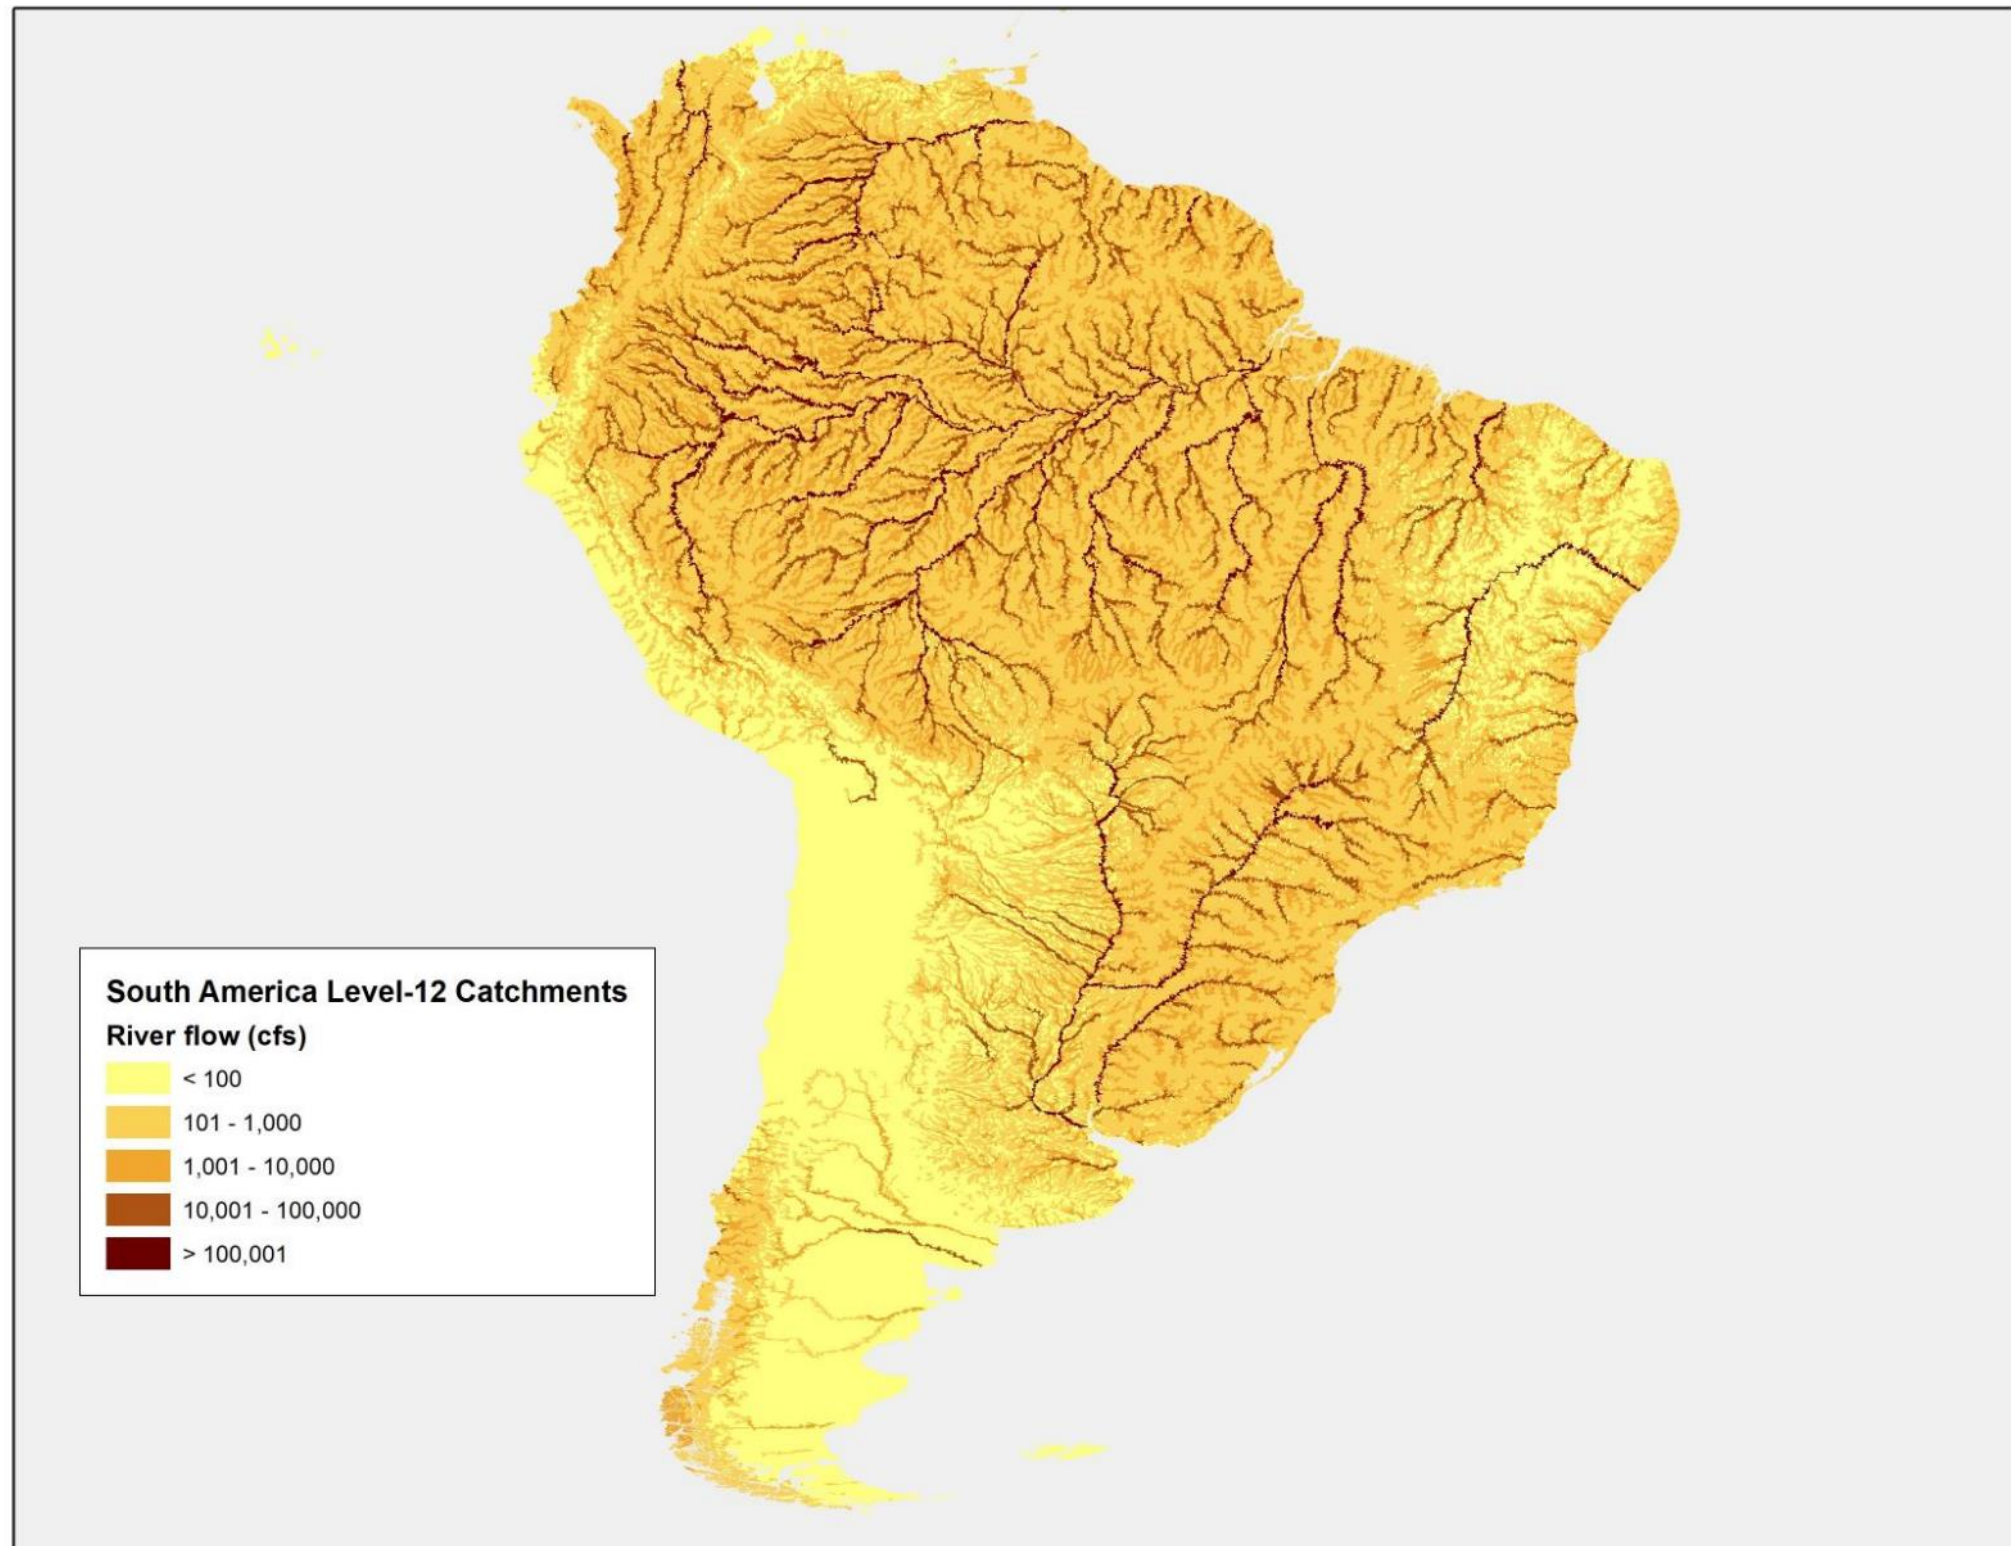 South America Level-12 Catchments
River flow (cfs)
< 100
101 - 1,000
1,001 - 10,000
10,001 - 100,000
> 100,001